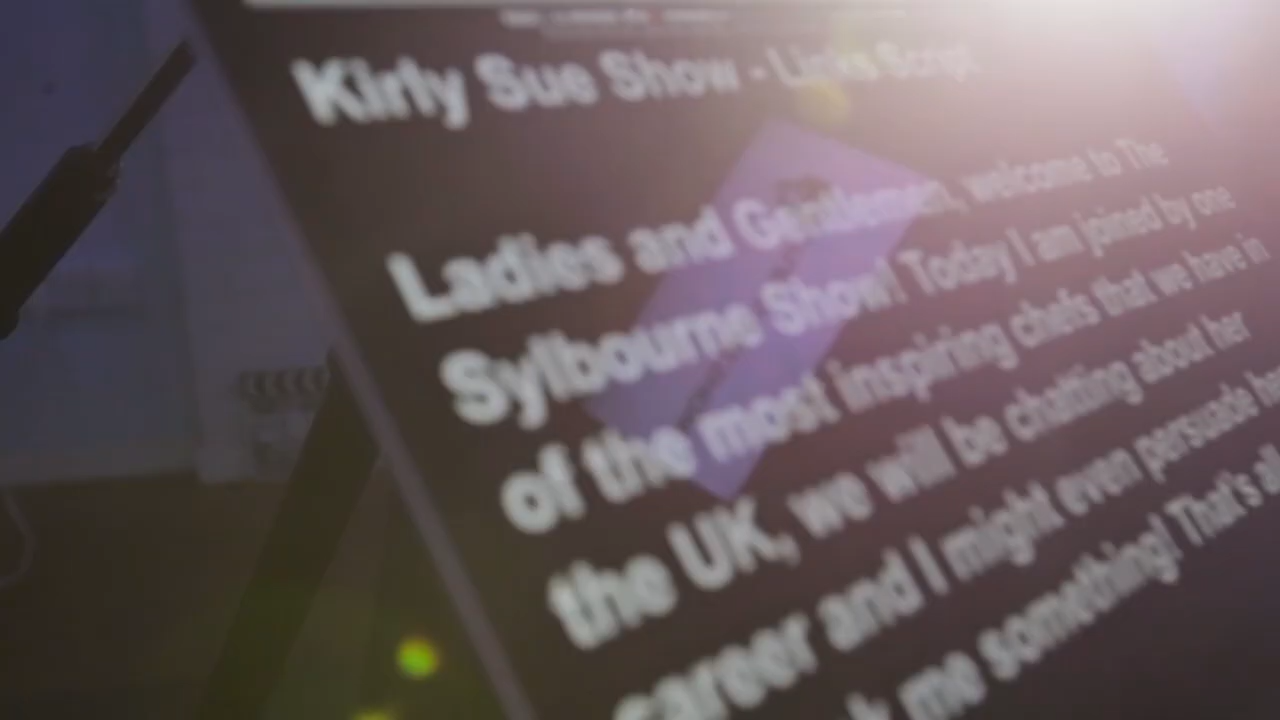 Kirly Sue Show - Links Script
Ladies and Gentlemen, welcome to The
Sylbourne Show! Today I am joined by one
of the most inspiring chefs that we have in
the UK, we will be chatting about her
career and I might even persuade
me something! That's